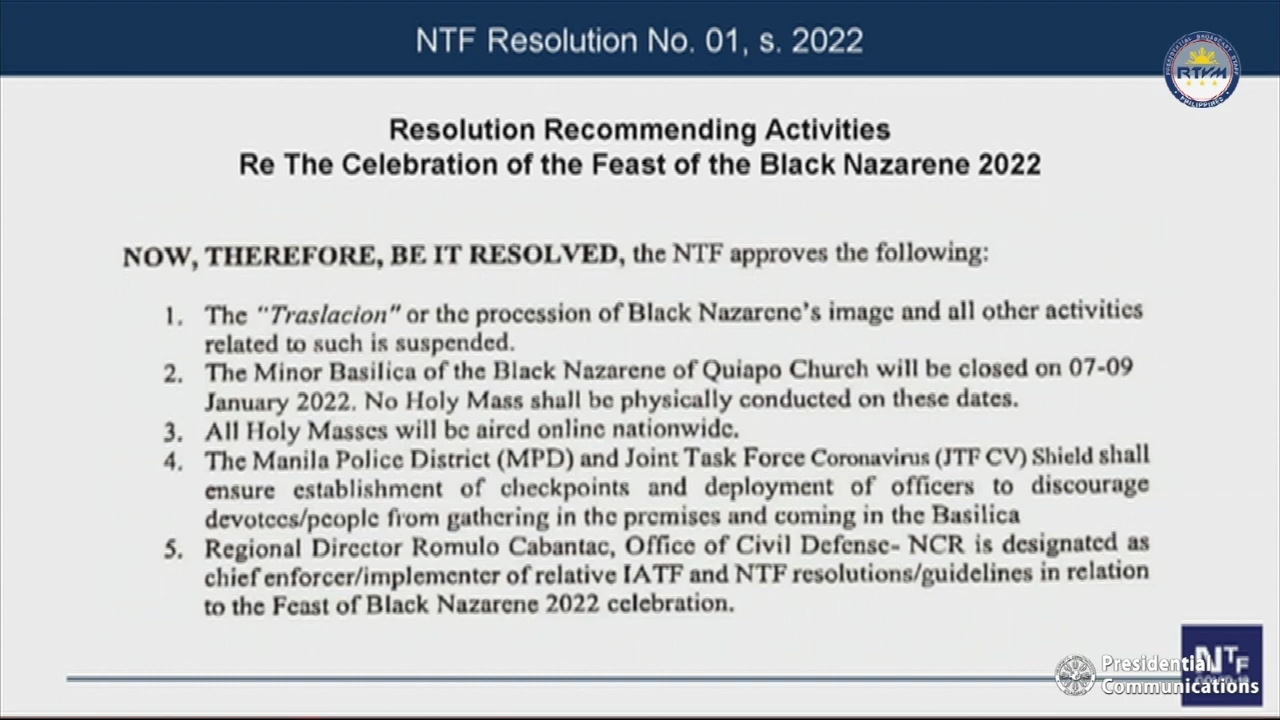 NTF Resolution No. 01, s. 2022
PRESIDENTIAL BROADCAST STAFF
RTVM
PHILIPPINES
Resolution Recommending Activities
Re The Celebration of the Feast of the Black Nazarene 2022
NOW, THEREFORE, BE IT RESOLVED, the NTF approves the following:
1. The “Traslacion” or the procession of Black Nazarene’s image and all other activities
related to such is suspended.
2. The Minor Basilica of the Black Nazarene of Quiapo Church will be closed on 07-09
January 2022. No Holy Mass shall be physically conducted on these dates.
3. All Holy Masses will be aired online nationwide.
4. The Manila Police District (MPD) and Joint Task Force Coronavirus (JTF CV) Shield shall
ensure establishment of checkpoints and deployment of officers to discourage
devotees/people from gathering in the premises and coming in the Basilica
5. Regional Director Romulo Cabantac, Office of Civil Defense- NCR is designated as
chief enforcer/implementer of relative IATF and NTF resolutions/guidelines in relation
to the Feast of Black Nazarene 2022 celebration.
NTF
Presidential
Communications